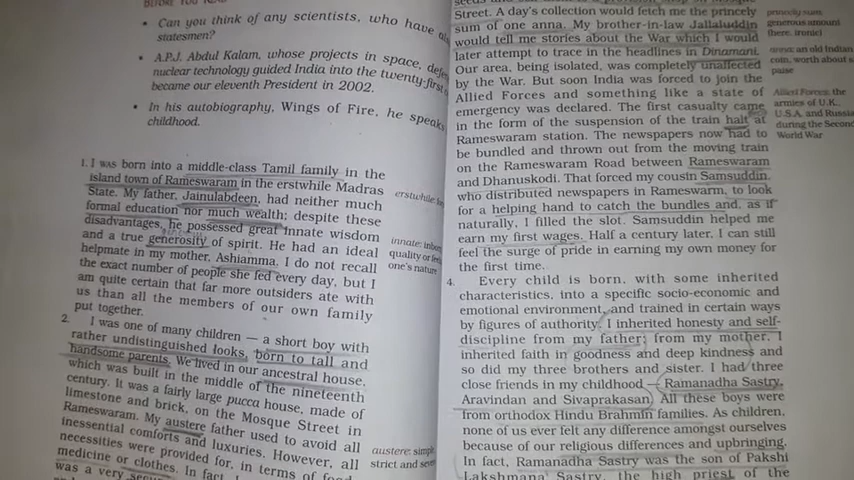 BEFORE YOU READ
• Can you think of any scientists, who have also
statesmen?
• A.P.J. Abdul Kalam, whose projects in space, defence
nuclear technology guided India into the twenty-first
became our eleventh President in 2002.
• In his autobiography, Wings of Fire, he speaks
childhood.
1. I WAS born into a middle-class Tamil family in the
island town of Rameswaram in the erstwhile Madras
State. My father, Jainulabdeen, had neither much
formal education nor much wealth; despite these
disadvantages, he possessed great innate wisdom
and a true generosity of spirit. He had an ideal
helpmate in my mother, Ashiamma. I do not recall
the exact number of people she fed every day, but I
am quite certain that far more outsiders ate with
us than all the members of our own family
put together.
erstwhile:
innate: inborn
quality or
one's nature
2. I was one of many children — a short boy with
rather undistinguished looks, born to tall and
handsome parents. We lived in our ancestral house,
which was built in the middle of the nineteenth
century. It was a fairly large pucca house, made of
limestone and brick, on the Mosque Street in
Rameswaram. My austere father used to avoid all
inessential comforts and luxuries. However, all
necessities were provided for, in terms of food,
medicine or clothes. In fact, I
was a very
austere: simple
strict and
Street. A day's collection would fetch me the princely
sum of one anna. My brother-in-law Jallaluddin
would tell me stories about the War which I would
later attempt to trace in the headlines in Dinamani.
Our area, being isolated, was completely unaffected
by the War. But soon India was forced to join the
Allied Forces and something like a state of
emergency was declared. The first casualty came
in the form of the suspension of the train halt at
Rameswaram station. The newspapers now had to
be bundled and thrown out from the moving train
on the Rameswaram Road between Rameswaram
and Dhanuskodi. That forced my cousin Samsuddin,
who distributed newspapers in Rameswarm, to look
for a helping hand to catch the bundles and, as if
naturally, I filled the slot. Samsuddin helped me
earn my first wages. Half a century later, I can still
feel the surge of pride in earning my own money for
the first time.
princely sum:
generous amount
(here, ironic)
anna: an old Indian
coin, worth about
paise
Allied Forces: the
armies of U.K.,
U.S.A. and Russia
during the Second
World War
4. Every child is born, with some inherited
characteristics, into a specific socio-economic and
emotional environment, and trained in certain ways
by figures of authority. I inherited honesty and self-
discipline from my father; from my mother, I
inherited faith in goodness and deep kindness and
so did my three brothers and sister. I had three
close friends in my childhood — Ramanadha Sastry,
Aravindan and Sivaprakasan. All these boys were
from orthodox Hindu Brahmin families. As children,
none of us ever felt any difference amongst ourselves
because of our religious differences and upbringing.
In fact, Ramanadha Sastry was the son of Pakshi
Lakshmana Sastry, the high priest of the